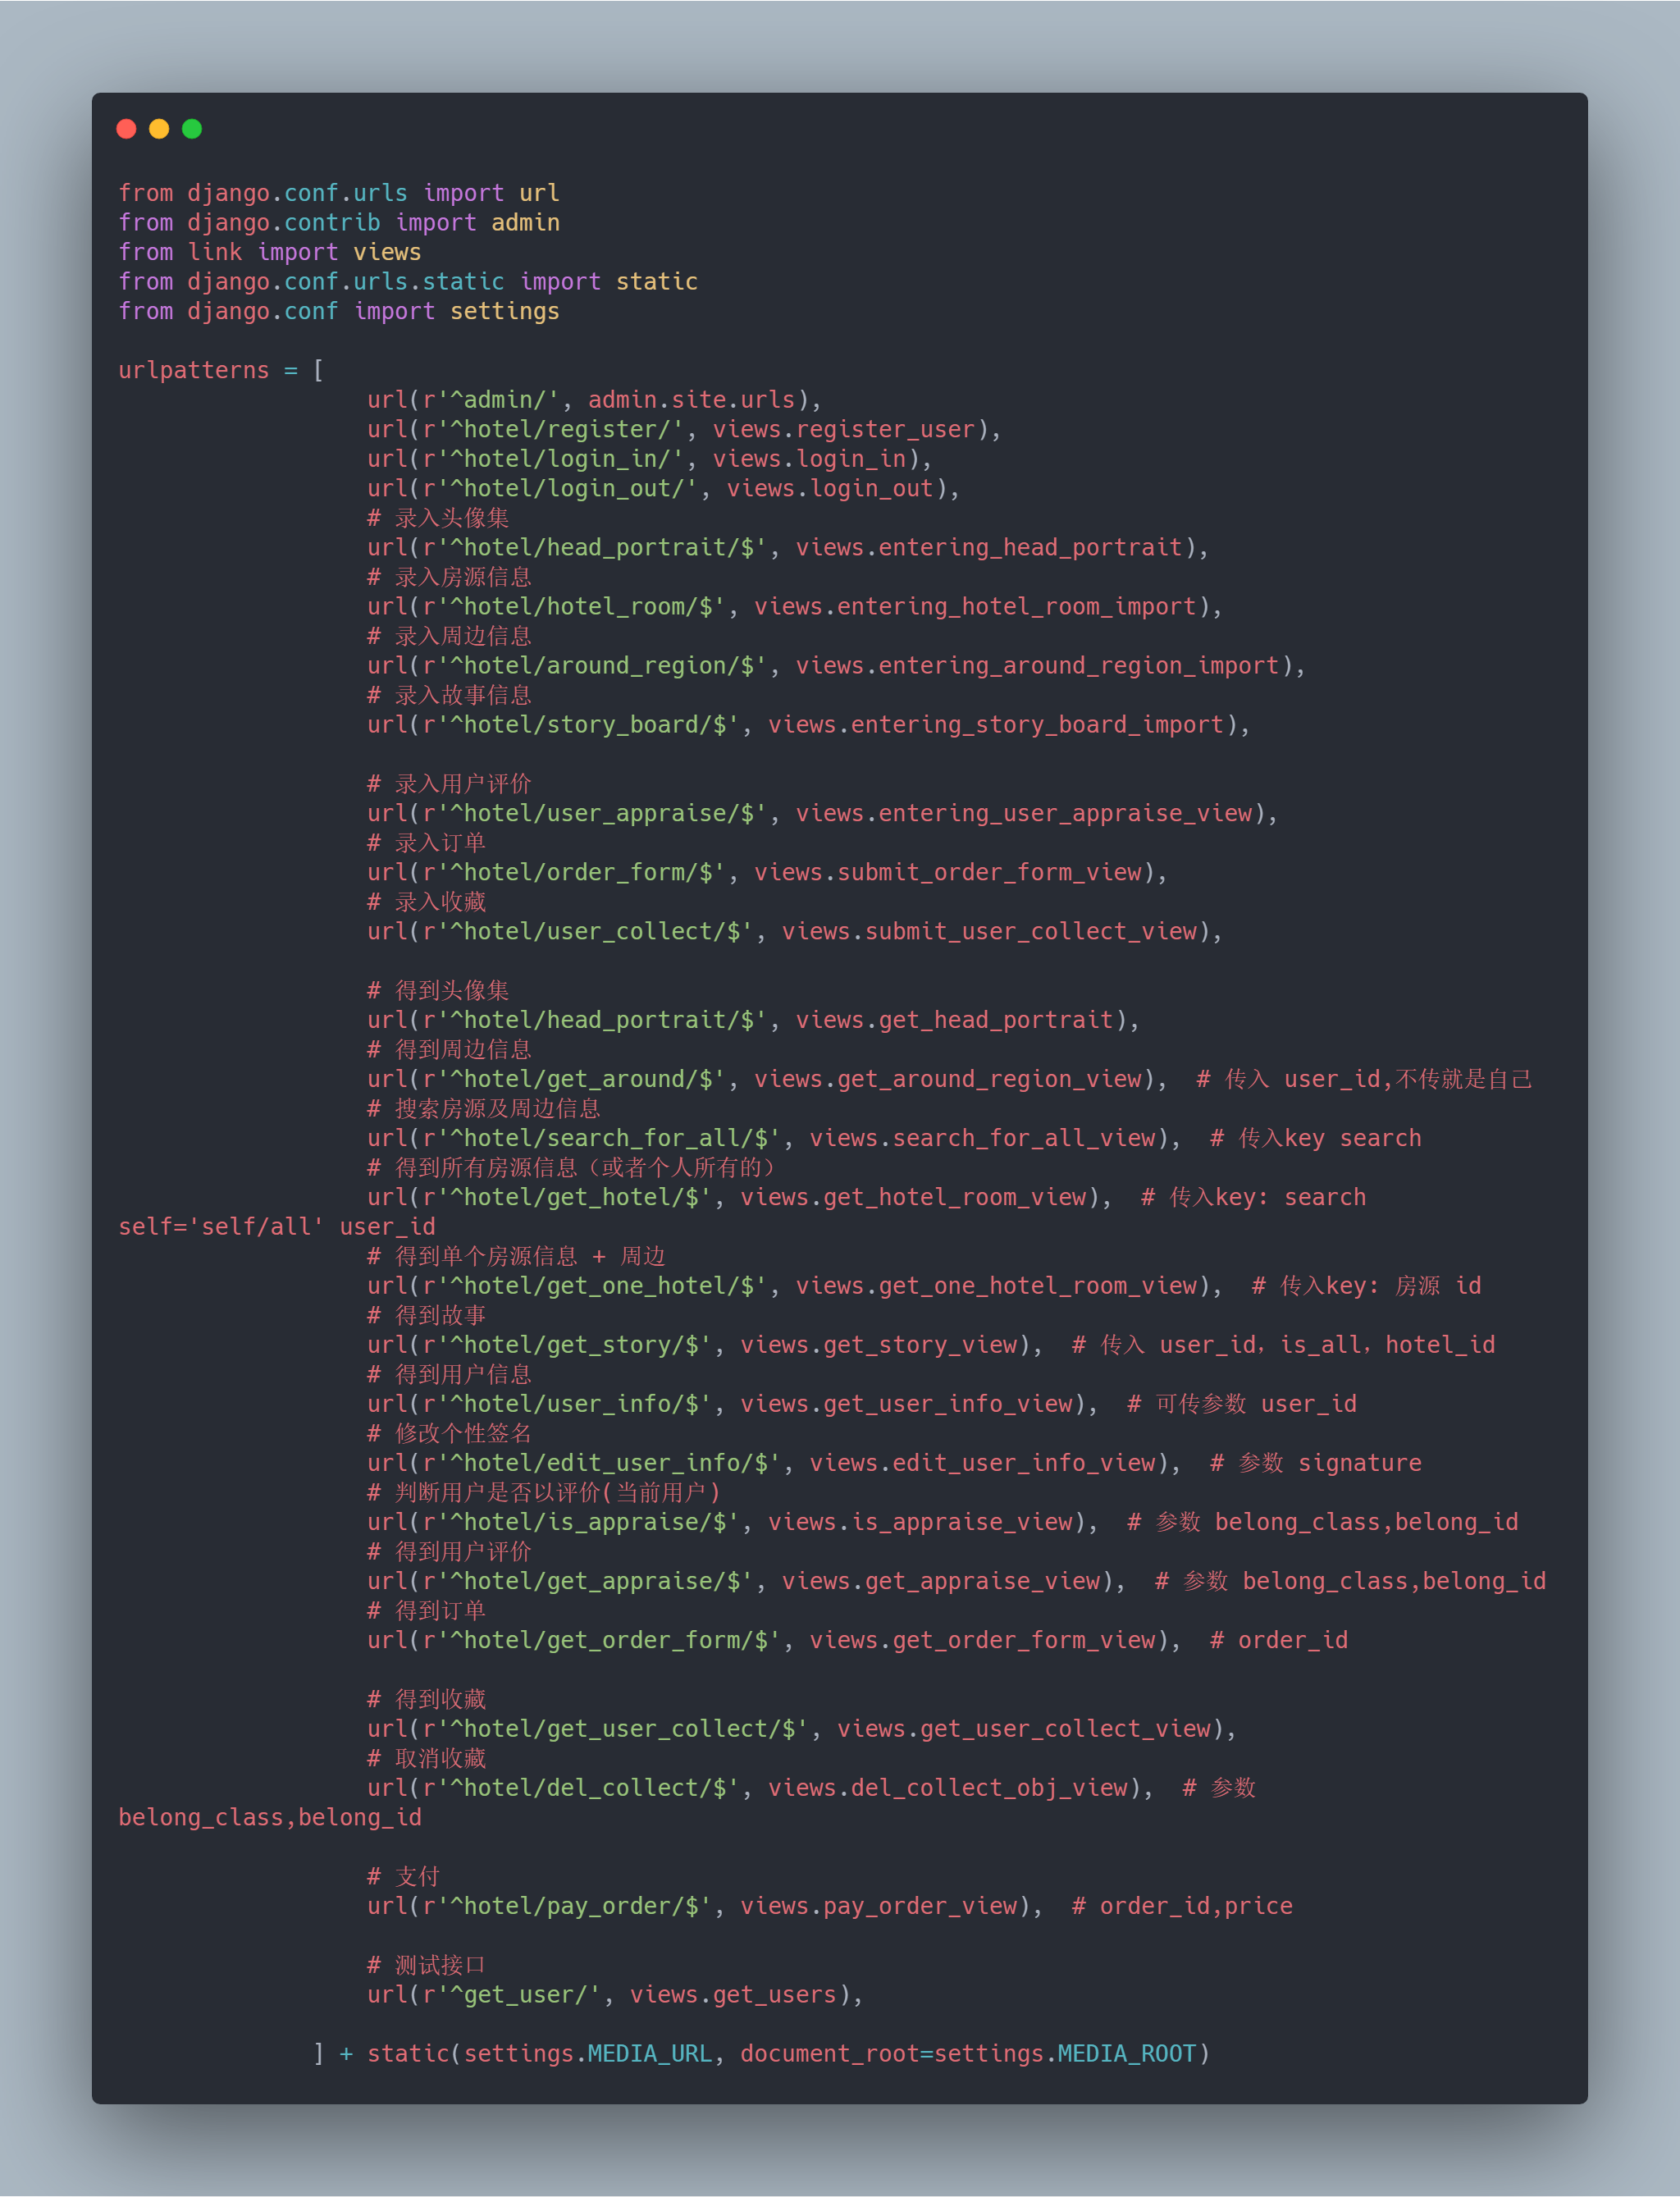 from django.conf.urls import url
from django.contrib import admin
from link import views
from django.conf.urls.static import static
from django.conf import settings

urlpatterns = [
                  url(r'^admin/', admin.site.urls),
                  url(r'^hotel/register/', views.register_user),
                  url(r'^hotel/login_in/', views.login_in),
                  url(r'^hotel/login_out/', views.login_out),
                  # 录入头像集
                  url(r'^hotel/head_portrait/$', views.entering_head_portrait),
                  # 录入房源信息
                  url(r'^hotel/hotel_room/$', views.entering_hotel_room_import),
                  # 录入周边信息
                  url(r'^hotel/around_region/$', views.entering_around_region_import),
                  # 录入故事信息
                  url(r'^hotel/story_board/$', views.entering_story_board_import),

                  # 录入用户评价
                  url(r'^hotel/user_appraise/$', views.entering_user_appraise_view),
                  # 录入订单
                  url(r'^hotel/order_form/$', views.submit_order_form_view),
                  # 录入收藏
                  url(r'^hotel/user_collect/$', views.submit_user_collect_view),

                  # 得到头像集
                  url(r'^hotel/head_portrait/$', views.get_head_portrait),
                  # 得到周边信息
                  url(r'^hotel/get_around/$', views.get_around_region_view),  # 传入 user_id,不传就是自己
                  # 搜索房源及周边信息
                  url(r'^hotel/search_for_all/$', views.search_for_all_view),  # 传入key search
                  # 得到所有房源信息（或者个人所有的）
                  url(r'^hotel/get_hotel/$', views.get_hotel_room_view),  # 传入key: search
self='self/all' user_id
                  # 得到单个房源信息 + 周边
                  url(r'^hotel/get_one_hotel/$', views.get_one_hotel_room_view),  # 传入key: 房源 id
                  # 得到故事
                  url(r'^hotel/get_story/$', views.get_story_view),  # 传入 user_id，is_all，hotel_id
                  # 得到用户信息
                  url(r'^hotel/user_info/$', views.get_user_info_view),  # 可传参数 user_id
                  # 修改个性签名
                  url(r'^hotel/edit_user_info/$', views.edit_user_info_view),  # 参数 signature
                  # 判断用户是否以评价(当前用户)
                  url(r'^hotel/is_appraise/$', views.is_appraise_view),  # 参数 belong_class,belong_id
                  # 得到用户评价
                  url(r'^hotel/get_appraise/$', views.get_appraise_view),  # 参数 belong_class,belong_id
                  # 得到订单
                  url(r'^hotel/get_order_form/$', views.get_order_form_view),  # order_id

                  # 得到收藏
                  url(r'^hotel/get_user_collect/$', views.get_user_collect_view),
                  # 取消收藏
                  url(r'^hotel/del_collect/$', views.del_collect_obj_view),  # 参数
belong_class,belong_id

                  # 支付
                  url(r'^hotel/pay_order/$', views.pay_order_view),  # order_id,price

                  # 测试接口
                  url(r'^get_user/', views.get_users),

              ] + static(settings.MEDIA_URL, document_root=settings.MEDIA_ROOT)